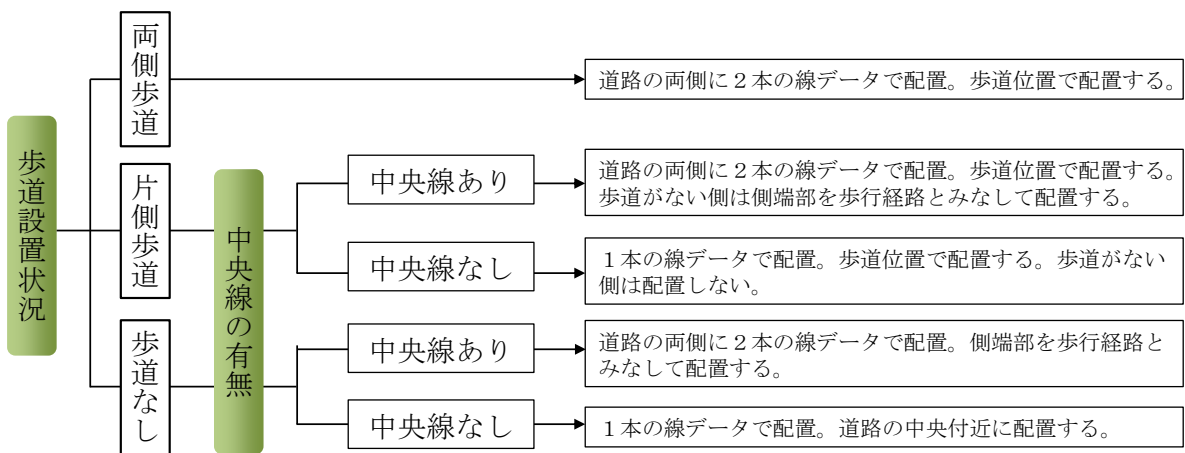 歩道設置状況
両側歩道
道路の両側に２本の線データで配置。歩道位置で配置する。
片側歩道
中央線の有無
中央線あり
道路の両側に２本の線データで配置。歩道位置で配置する。
歩道がない側は側端部を歩行経路とみなして配置する。
中央線なし
１本の線データで配置。歩道位置で配置する。歩道がない
側は配置しない。
歩道なし
中央線あり
道路の両側に２本の線データで配置。側端部を歩行経路と
みなして配置する。
中央線なし
１本の線データで配置。道路の中央付近に配置する。